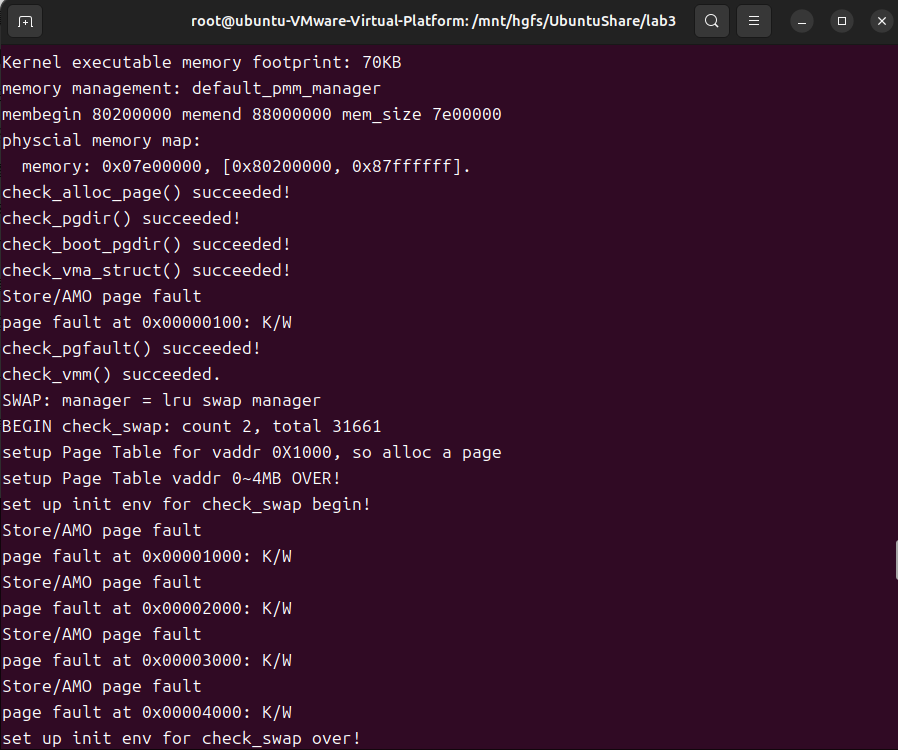 root@ubuntu-VMware-Virtual-Platform: /mnt/hgfs/UbuntuShare/lab3
Kernel executable memory footprint: 70KB
memory management: default_pmm_manager
membegin 80200000 memend 88000000 mem_size 7e00000
physcial memory map:
  memory: 0x07e00000, [0x80200000, 0x87ffffff].
check_alloc_page() succeeded!
check_pgdir() succeeded!
check_boot_pgdir() succeeded!
check_vma_struct() succeeded!
Store/AMO page fault
page fault at 0x00000100: K/W
check_pgfault() succeeded!
check_vmm() succeeded.
SWAP: manager = lru swap manager
BEGIN check_swap: count 2, total 31661
setup Page Table for vaddr 0X1000, so alloc a page
setup Page Table vaddr 0~4MB OVER!
set up init env for check_swap begin!
Store/AMO page fault
page fault at 0x00001000: K/W
Store/AMO page fault
page fault at 0x00002000: K/W
Store/AMO page fault
page fault at 0x00003000: K/W
Store/AMO page fault
page fault at 0x00004000: K/W
set up init env for check_swap over!